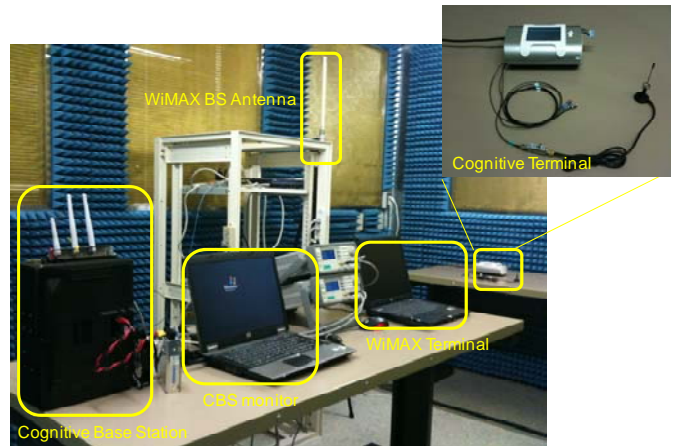 WiMAX BS Antenna
Cognitive Terminal
WiMAX Terminal
CBS monitor
Cognitive Base Station